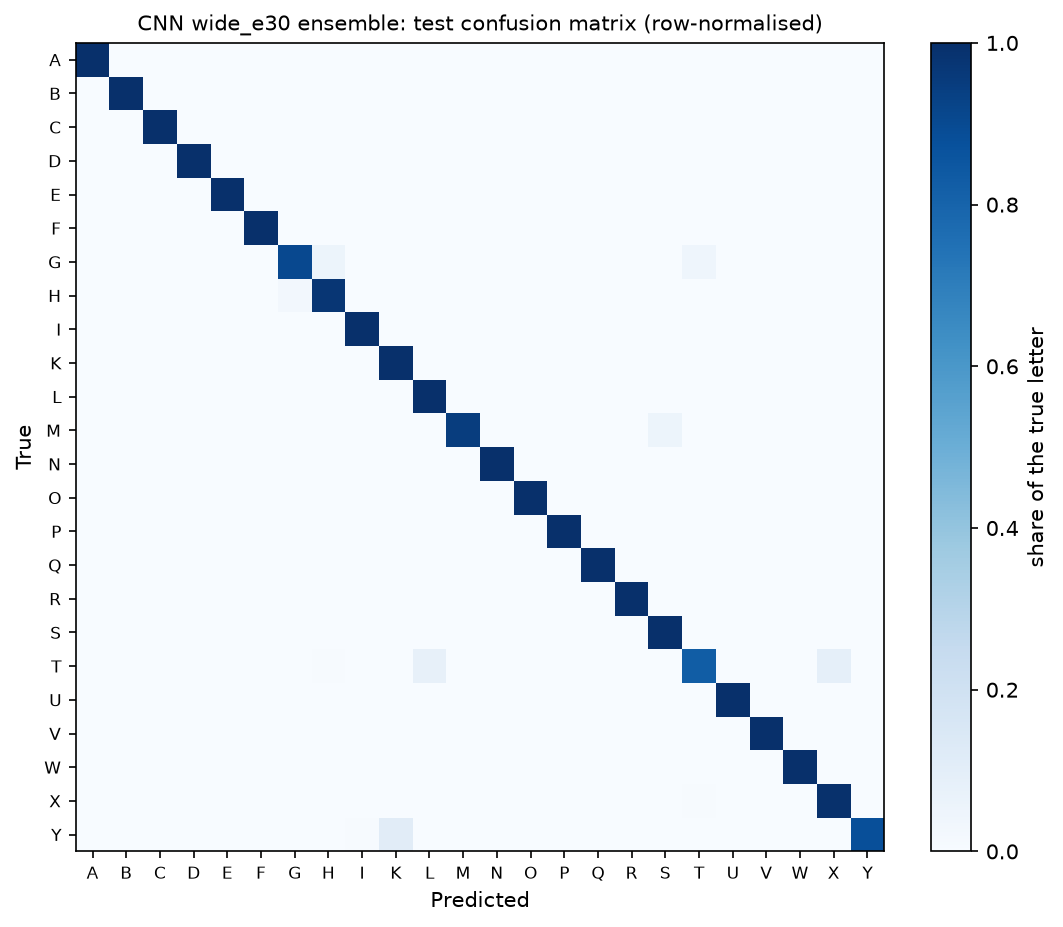 CNN wide_e30 ensemble: test confusion matrix (row-normalised)
True
A
B
C
D
E
F
G
H
I
K
L
M
N
O
P
Q
R
S
T
U
V
W
X
Y
A B C D E F G H I K L M N O P Q R S T U V W X Y
Predicted
1.0
0.8
0.6
0.4
0.2
0.0
share of the true letter